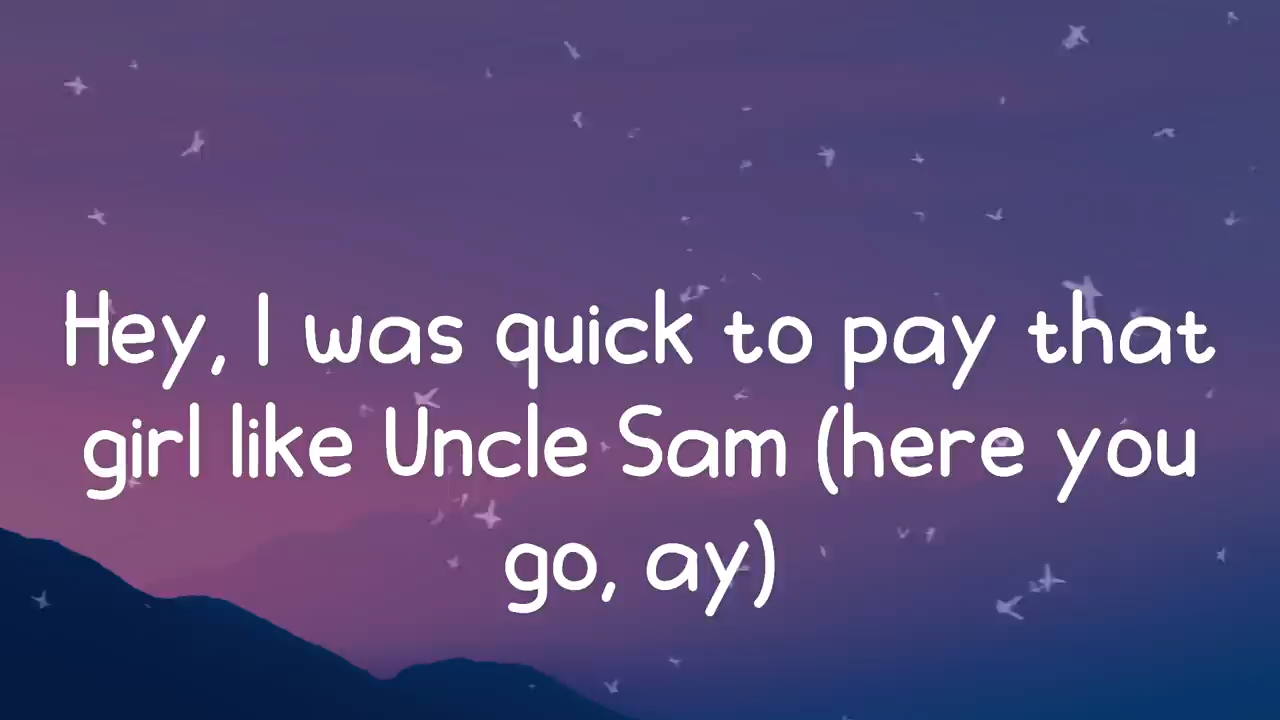 Hey, I was quick to pay that
girl like Uncle Sam (here you
go, ay)